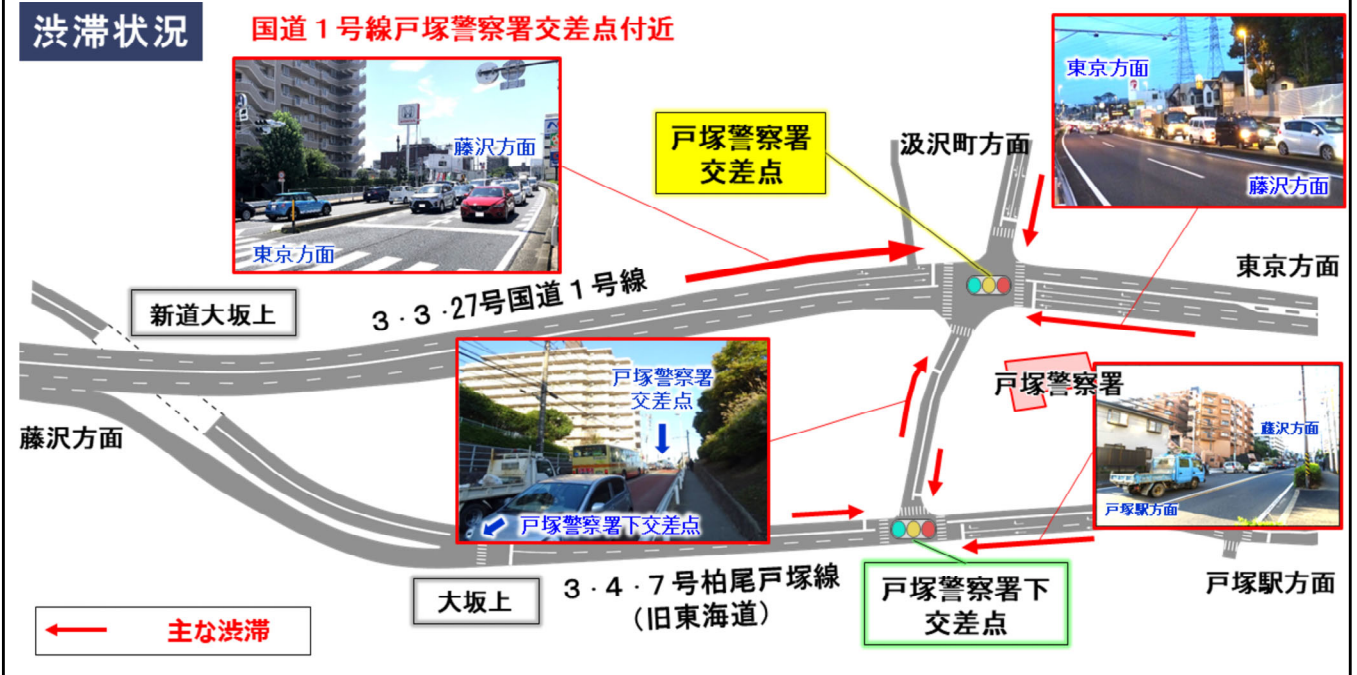 渋滞状況
国道１号線戸塚警察署交差点付近
藤沢方面
東京方面
戸塚警察署
交差点
汲沢町方面
東京方面
藤沢方面
東京方面
新道大坂上
3・3・27号国道１号線
戸塚警察署
交差点
戸塚警察署下交差点
戸塚警察署
藤沢方面
戸塚駅方面
藤沢方面
大坂上
3・4・7号柏尾戸塚線
（旧東海道）
戸塚警察署下
交差点
戸塚駅方面
主な渋滞